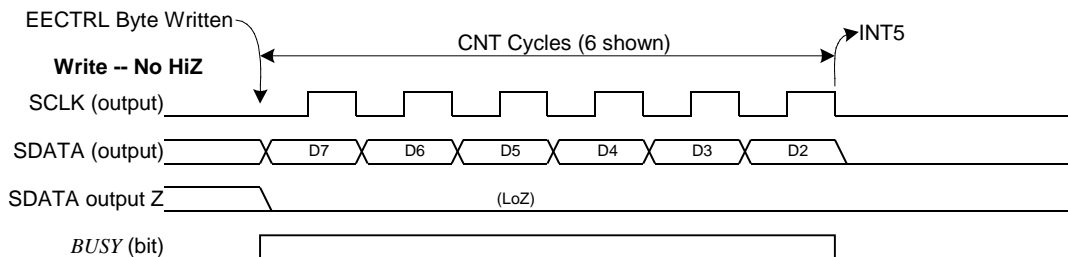 EECTRL Byte Written
CNT Cycles (6 shown)
INT5
Write -- No HiZ
SCLK (output)
SDATA (output)
D7 D6 D5 D4 D3 D2
SDATA output Z
(LoZ)
BUSY (bit)